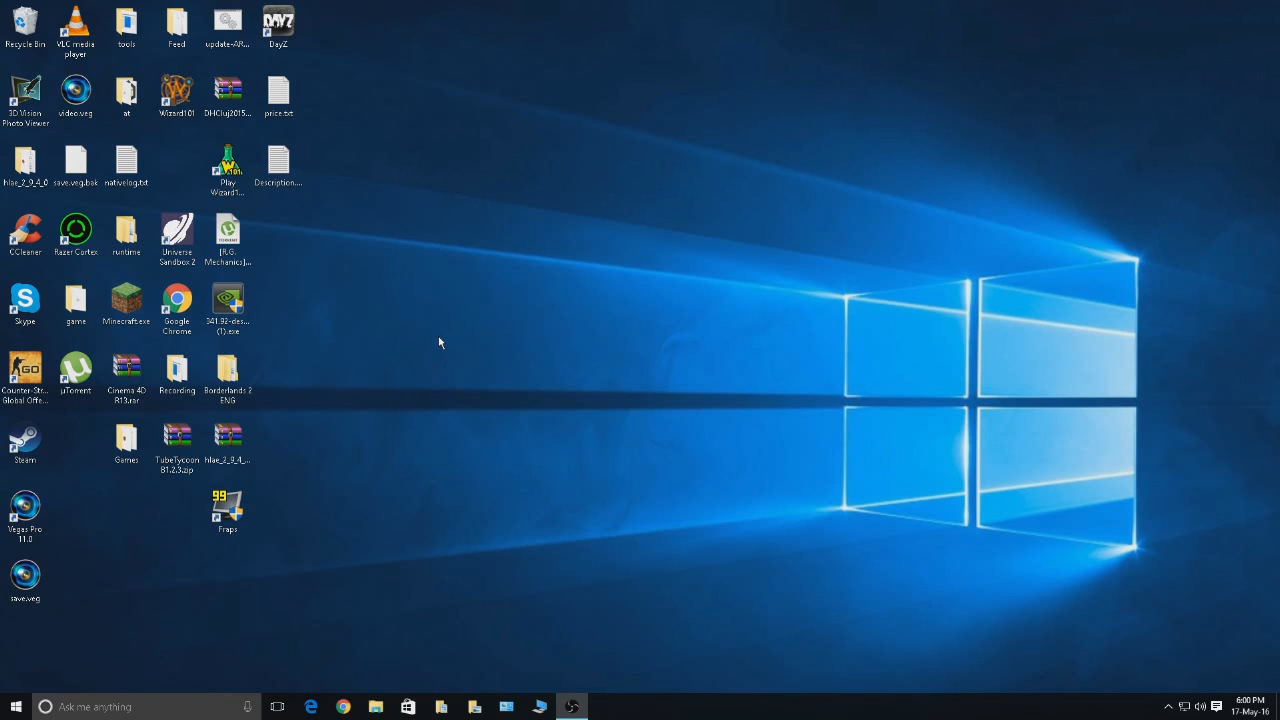 Recycle Bin
VLC media
player
tools
Feed
update-AR...
DAYZ
DayZ
3D Vision
Photo Viewer
video.veg
at
Wizard101
DHCluj2015...
price.txt
hlae_2_9_4_0
save.veg.bak
nativelog.txt
Play
Wizard1...
Description....
CCleaner
Razer Cortex
runtime
Universe
Sandbox 2
[R.G.
Mechanics]...
Skype
game
Minecraft.exe
Google
Chrome
341.92-des...
(1).exe
GO
Counter-Str...
Global Offe...
µTorrent
Cinema 4D
R13.rar
Recording
Borderlands 2
ENG
Steam
Games
TubeTycoon
B1.2.3.zip
hlae_2_9_4_...
Vegas Pro
11.0
99
Fraps
save.veg
Ask me anything
6:00 PM
17-May-16